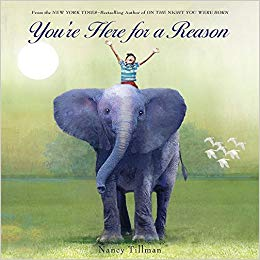 From the NEW YORK TIMES–Bestselling Author of ON THE NIGHT YOU WERE BORN
You're Here for a Reason
Nancy Tillman